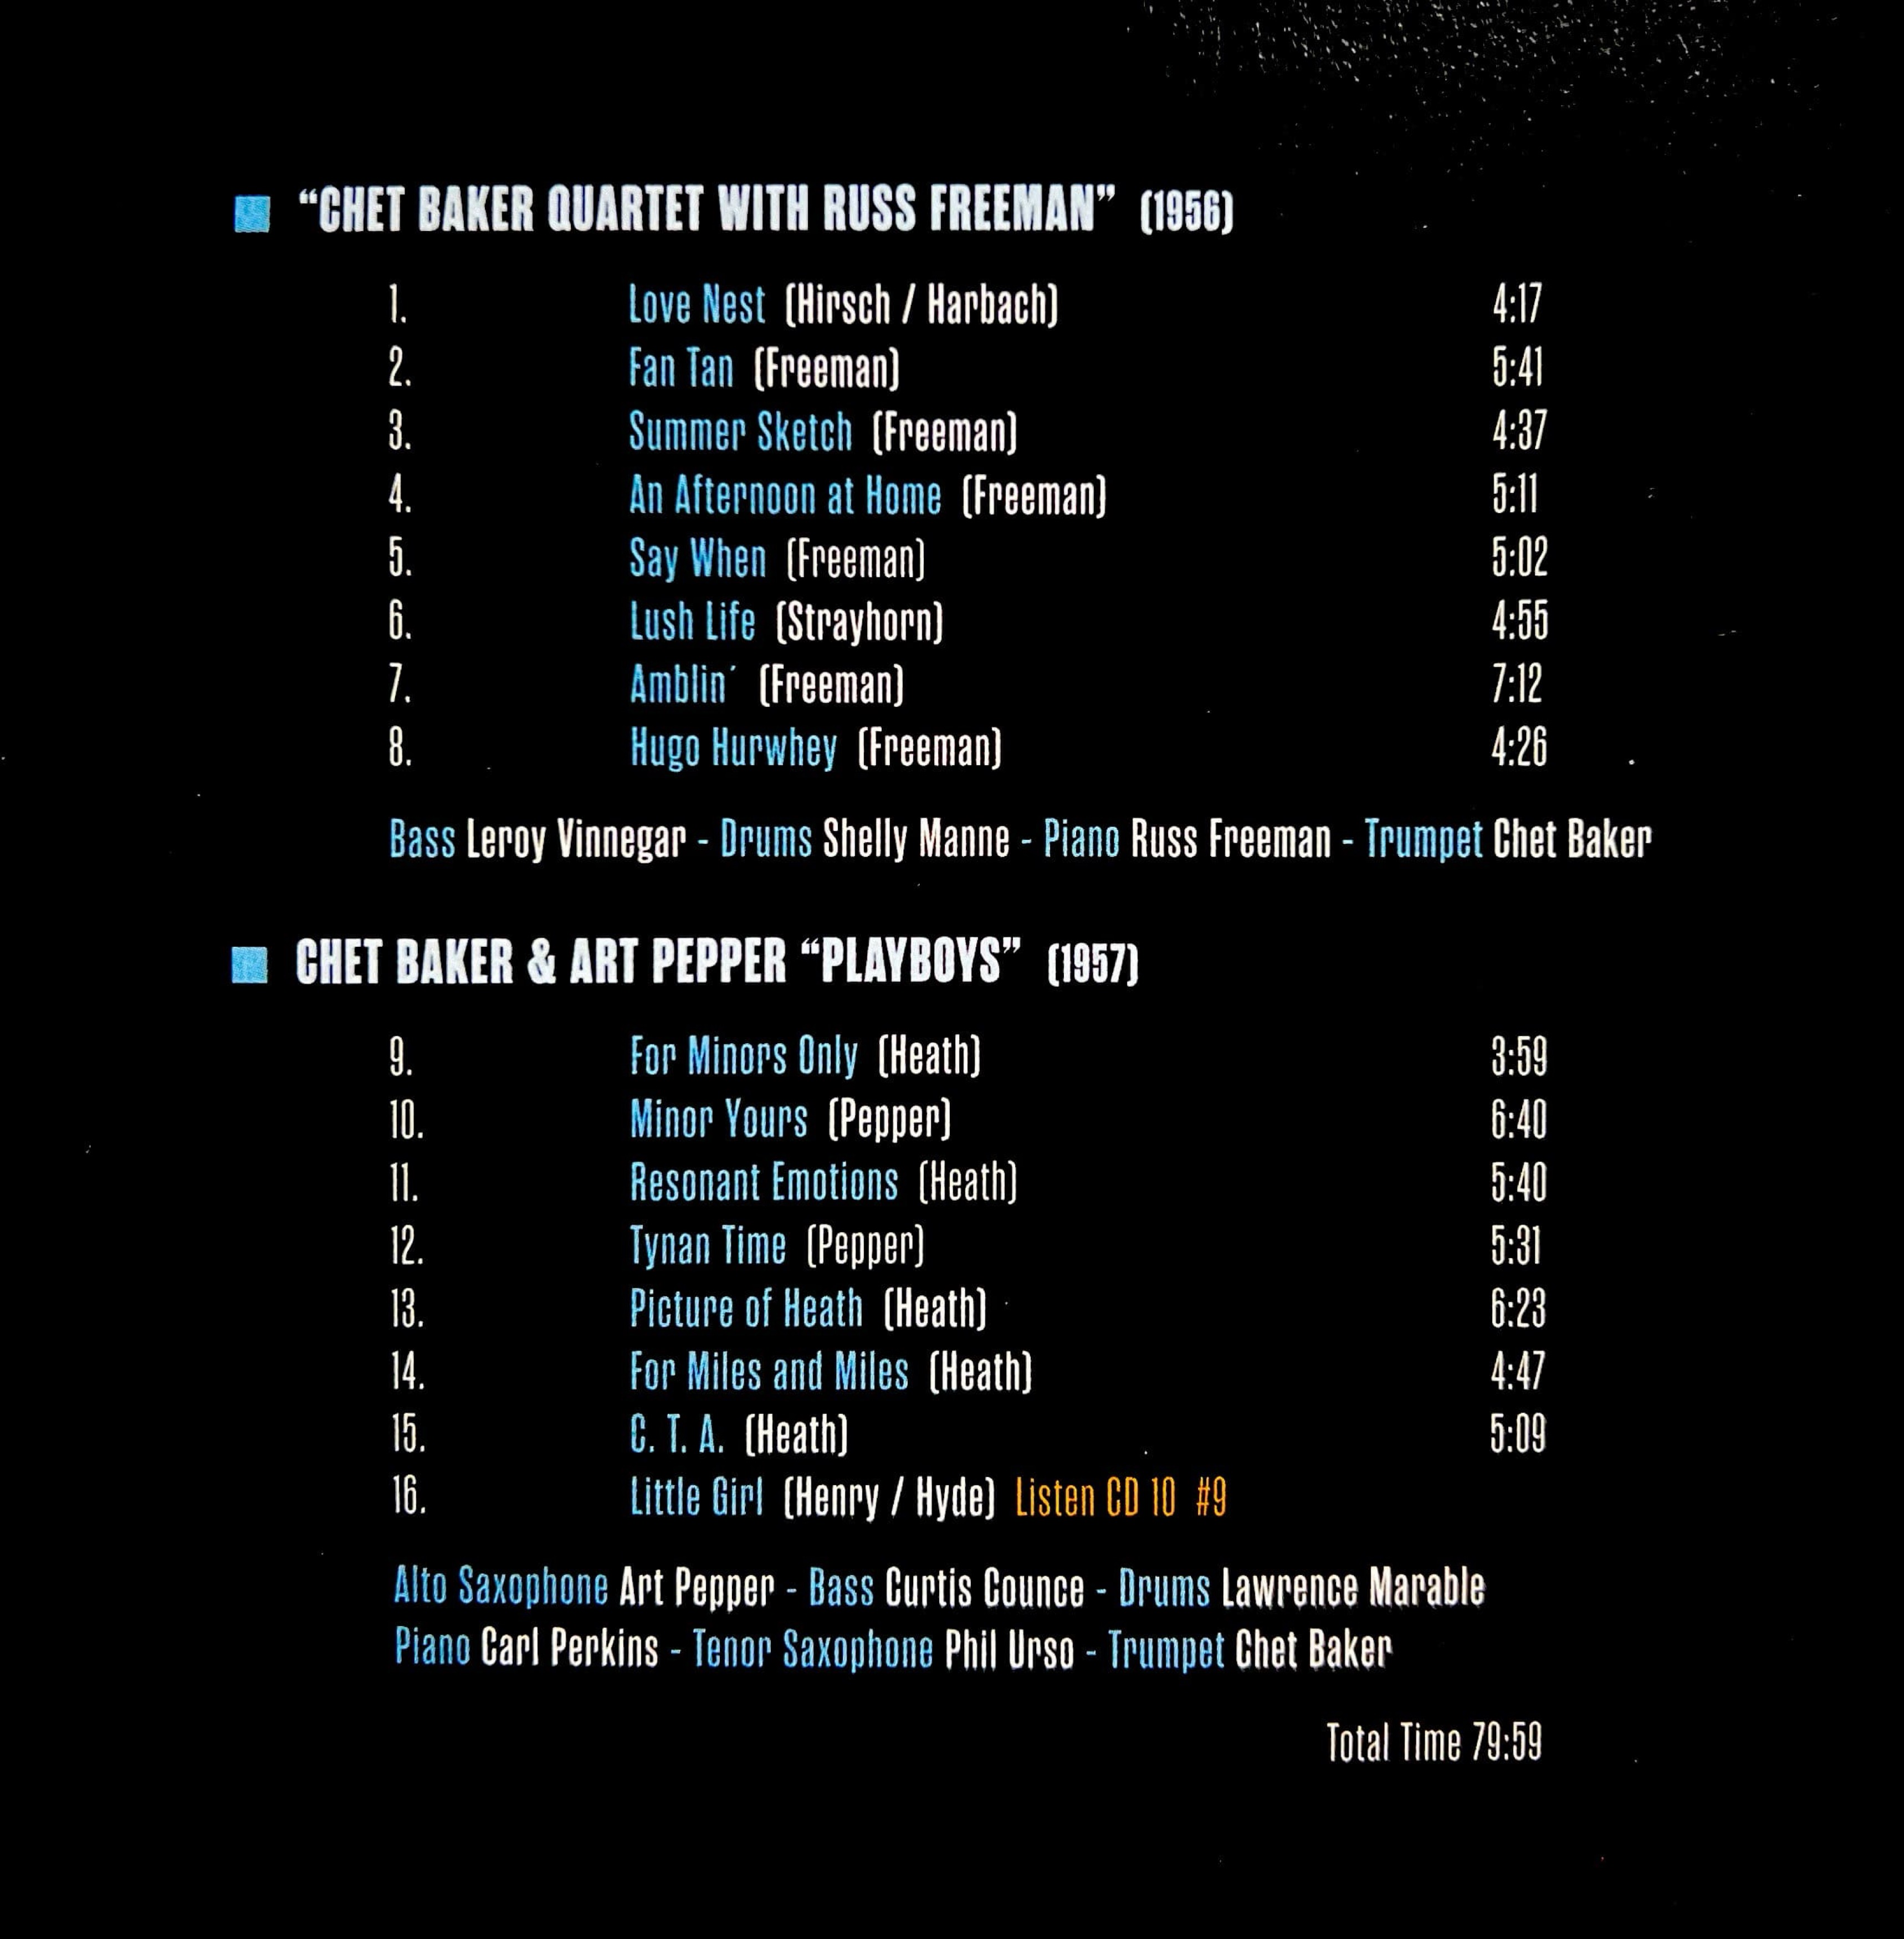 “CHET BAKER QUARTET WITH RUSS FREEMAN” (1956)
1. Love Nest (Hirsch / Harbach) 4:17
2. Fan Tan (Freeman) 5:41
3. Summer Sketch (Freeman) 4:37
4. An Afternoon at Home (Freeman) 5:11
5. Say When (Freeman) 5:02
6. Lush Life (Strayhorn) 4:55
7. Amblin´ (Freeman) 7:12
8. Hugo Hurwhey (Freeman) 4:26
Bass Leroy Vinnegar - Drums Shelly Manne - Piano Russ Freeman - Trumpet Chet Baker
CHET BAKER & ART PEPPER “PLAYBOYS” (1957)
9. For Minors Only (Heath) 3:59
10. Minor Yours (Pepper) 6:40
11. Resonant Emotions (Heath) 5:40
12. Tynan Time (Pepper) 5:31
13. Picture of Heath (Heath) 6:23
14. For Miles and Miles (Heath) 4:47
15. C. T. A. (Heath) 5:09
16. Little Girl (Henry / Hyde) Listen CD 10 #9
Alto Saxophone Art Pepper - Bass Curtis Counce - Drums Lawrence Marable
Piano Carl Perkins - Tenor Saxophone Phil Urso - Trumpet Chet Baker
Total Time 79:59